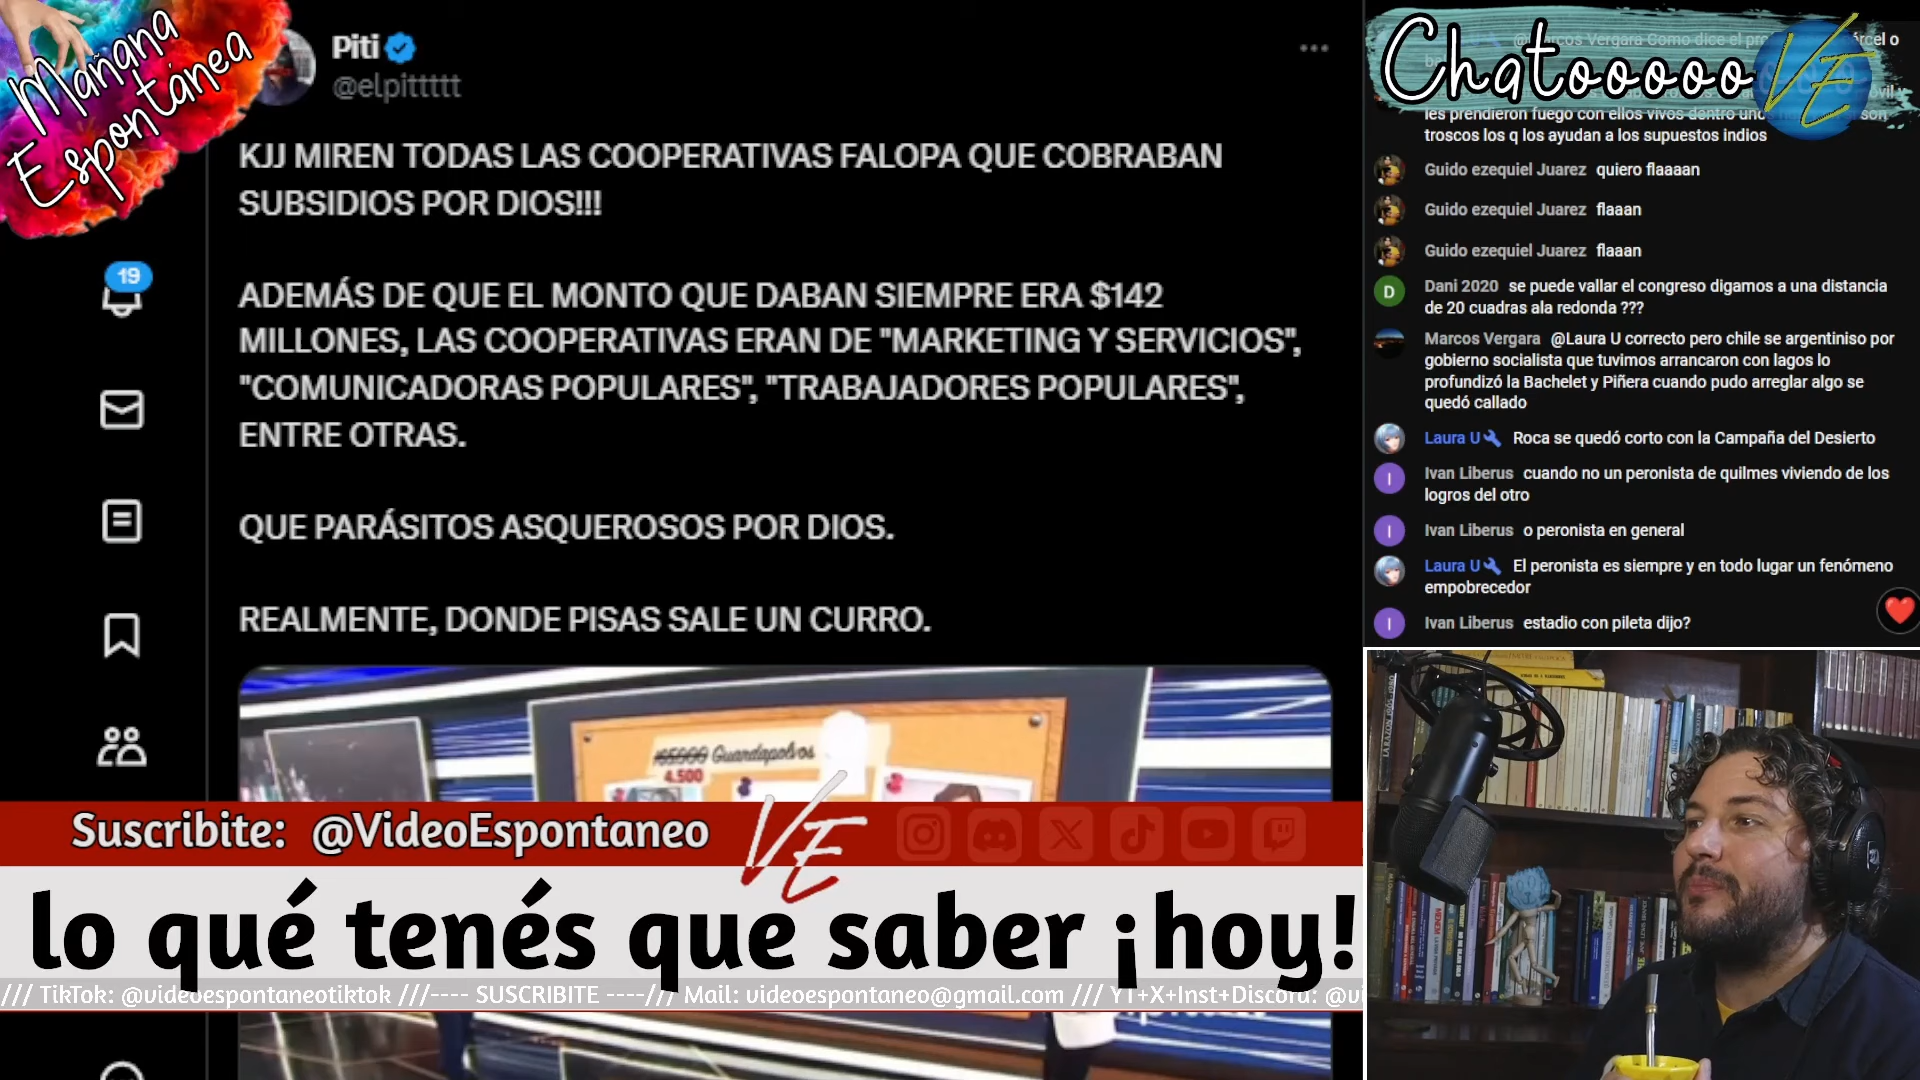 Mañana
Espontánea
Piti
@elpittttt
KJJ MIREN TODAS LAS COOPERATIVAS FALOPA QUE COBRABAN
SUBSIDIOS POR DIOS!!!
ADEMÁS DE QUE EL MONTO QUE DABAN SIEMPRE ERA $142
MILLONES, LAS COOPERATIVAS ERAN DE "MARKETING Y SERVICIOS",
"COMUNICADORAS POPULARES", "TRABAJADORES POPULARES",
ENTRE OTRAS.
QUE PARÁSITOS ASQUEROSOS POR DIOS.
REALMENTE, DONDE PISAS SALE UN CURRO.
19
Guardapolvos
4.500
Suscribite: @VideoEspontaneo
VE
lo qué tenés que saber ¡hoy!
/// TikTok: @videoespontaneotiktok ///---- SUSCRIBITE ----/// Mail: videoespontaneo@gmail.com /// YT+X+Inst+Discord: @vi
Chatooooo VE
@Marcos Vergara Como dice el
les prendieron fuego con ellos vivos dentro
troscos los q los ayudan a los supuestos indios
Guido ezequiel Juarez quiero flaaaan
Guido ezequiel Juarez flaaan
Guido ezequiel Juarez flaaan
D
Dani 2020 se puede vallar el congreso digamos a una distancia
de 20 cuadras ala redonda ???
Marcos Vergara @Laura U correcto pero chile se argentiniso por
gobierno socialista que tuvimos arrancaron con lagos lo
profundizó la Bachelet y Piñera cuando pudo arreglar algo se
quedó callado
Laura U Roca se quedó corto con la Campaña del Desierto
I
Ivan Liberus cuando no un peronista de quilmes viviendo de los
logros del otro
I
Ivan Liberus o peronista en general
Laura U El peronista es siempre y en todo lugar un fenómeno
empobrecedor
I
Ivan Liberus estadio con pileta dijo?